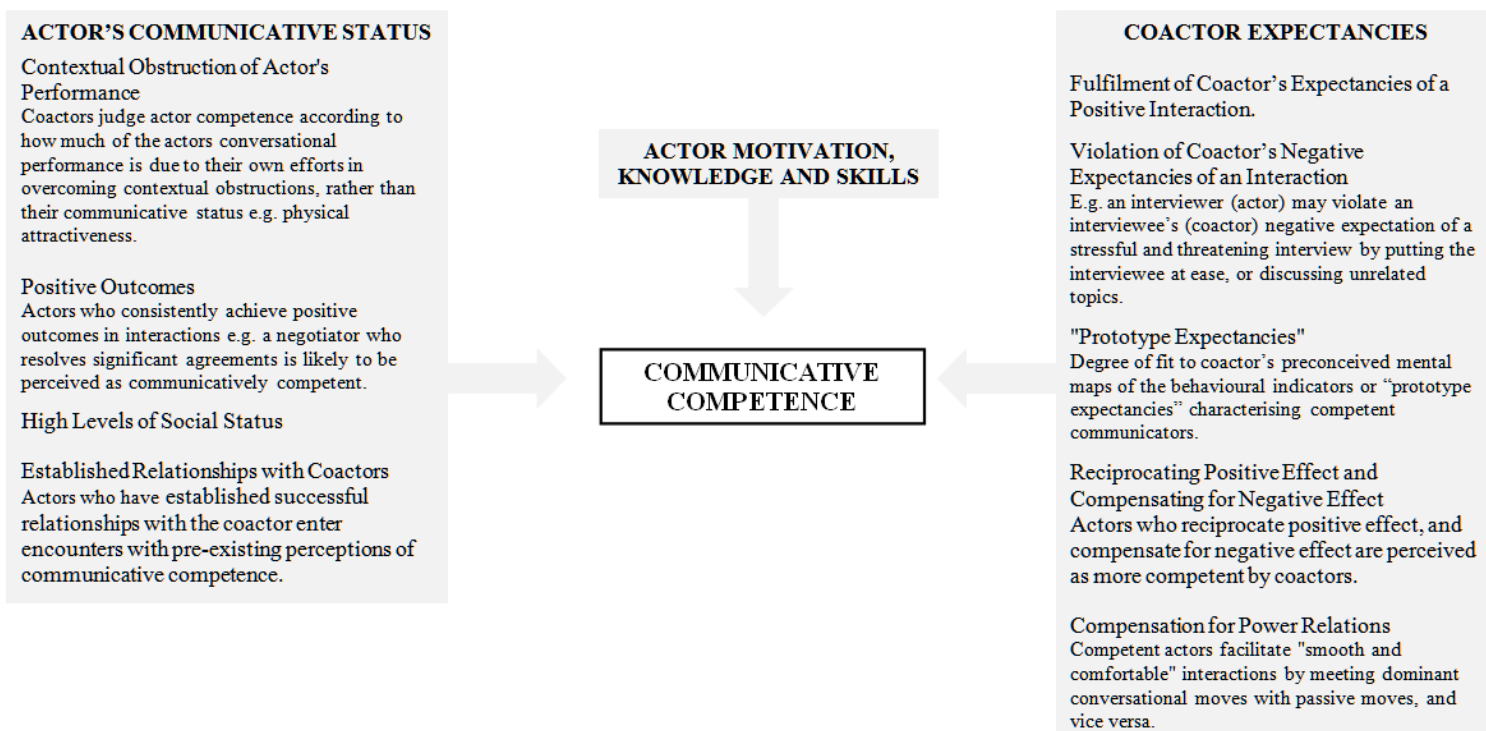 ACTOR'S COMMUNICATIVE STATUS
Contextual Obstruction of Actor's
Performance
Coactors judge actor competence according to
how much of the actors conversational
performance is due to their own efforts in
overcoming contextual obstructions, rather than
their communicative status e.g. physical
attractiveness.
Positive Outcomes
Actors who consistently achieve positive
outcomes in interactions e.g. a negotiator who
resolves significant agreements is likely to be
perceived as communicatively competent.
High Levels of Social Status
Established Relationships with Coactors
Actors who have established successful
relationships with the coactor enter
encounters with pre-existing perceptions of
communicative competence.
ACTOR MOTIVATION,
KNOWLEDGE AND SKILLS
COMMUNICATIVE
COMPETENCE
COACTOR EXPECTANCIES
Fulfilment of Coactor's Expectancies of a
Positive Interaction.
Violation of Coactor's Negative
Expectancies of an Interaction
E.g. an interviewer (actor) may violate an
interviewee's (coactor) negative expectation of a
stressful and threatening interview by putting the
interviewee at ease, or discussing unrelated
topics.
"Prototype Expectancies"
Degree of fit to coactor's preconceived mental
maps of the behavioural indicators or “prototype
expectancies” characterising competent
communicators.
Reciprocating Positive Effect and
Compensating for Negative Effect
Actors who reciprocate positive effect, and
compensate for negative effect are perceived
as more competent by coactors.
Compensation for Power Relations
Competent actors facilitate "smooth and
comfortable" interactions by meeting dominant
conversational moves with passive moves, and
vice versa.